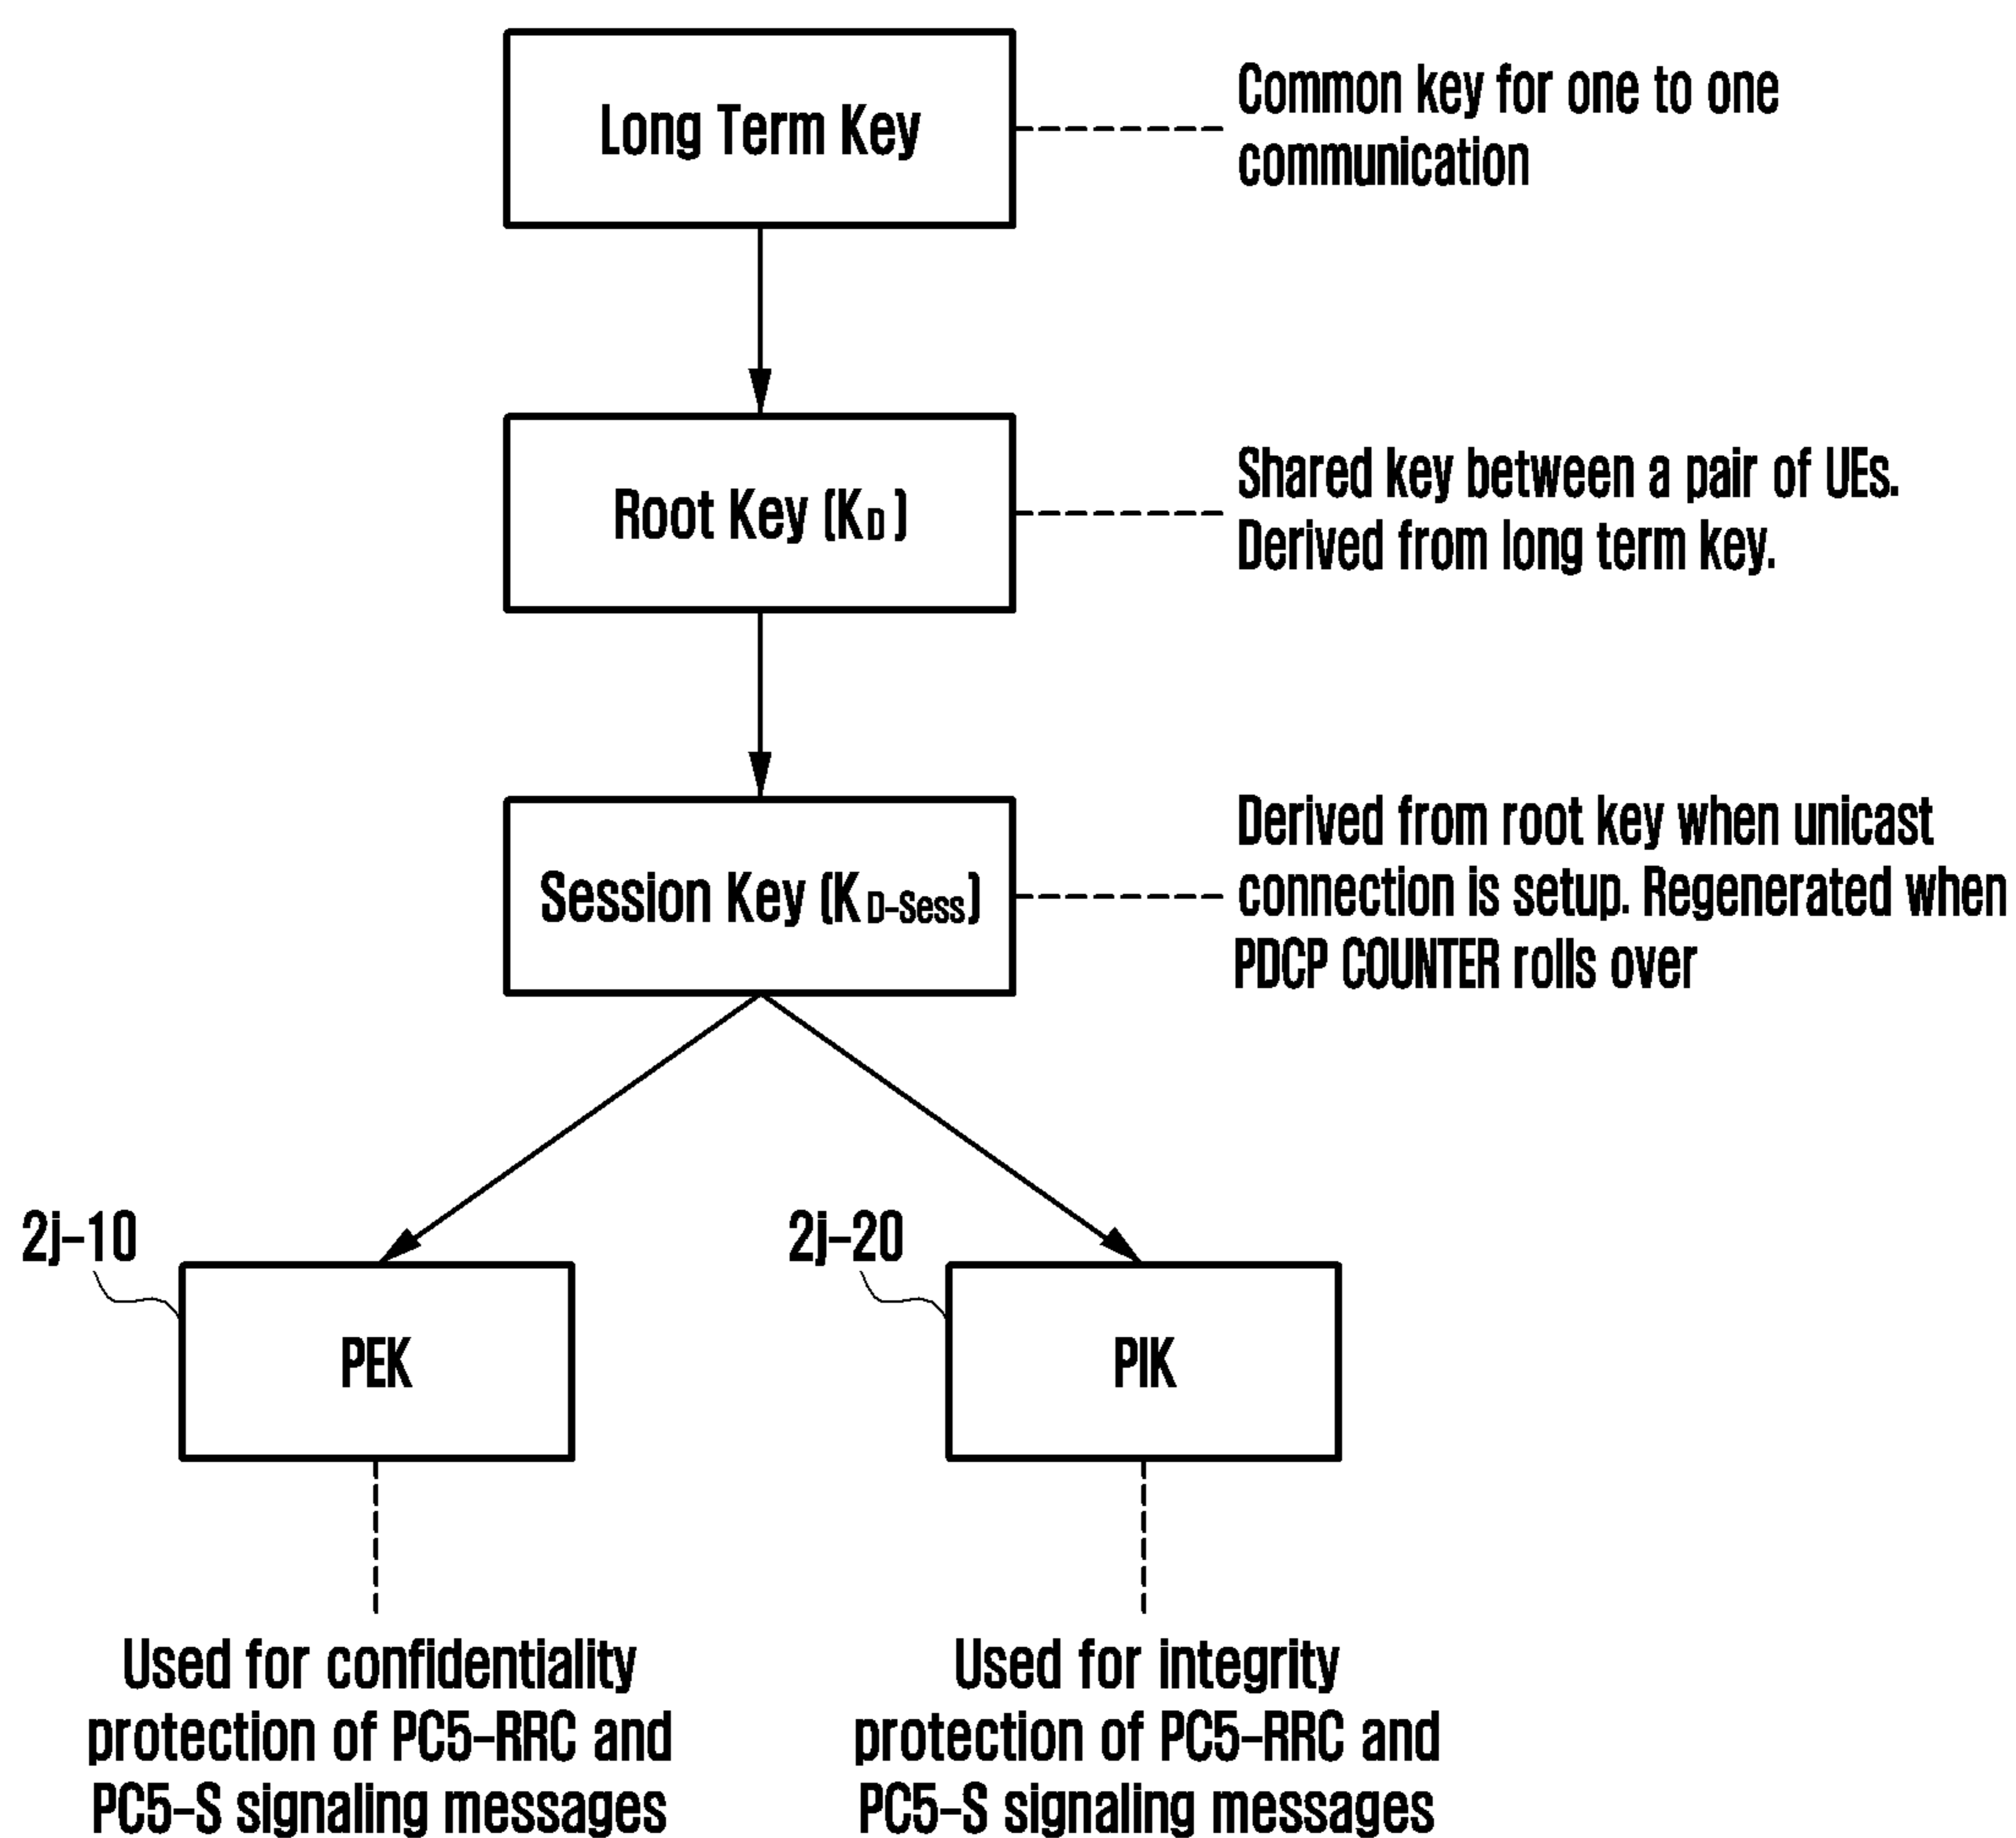 Long Term Key
Common key for one to one
communication
Root Key (KD)
Shared key between a pair of UEs.
Derived from long term key.
Session Key (KD-Sess)
Derived from root key when unicast
connection is setup. Regenerated when
PDCP COUNTER rolls over
2j-10
PEK
2j-20
PIK
Used for confidentiality
protection of PC5-RRC and
PC5-S signaling messages
Used for integrity
protection of PC5-RRC and
PC5-S signaling messages